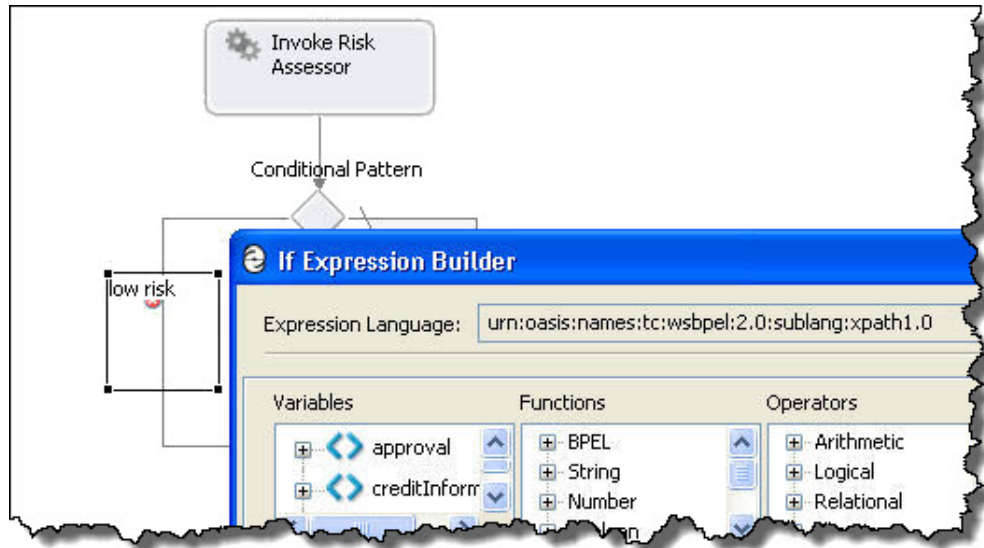 Invoke Risk
Assessor
Conditional Pattern
low risk
If Expression Builder
Expression Language: urn:oasis:names:tc:wsbpel:2.0:sublang:xpath1.0
Variables Functions Operators
approval BPEL Arithmetic
creditInform String Logical
Number Relational